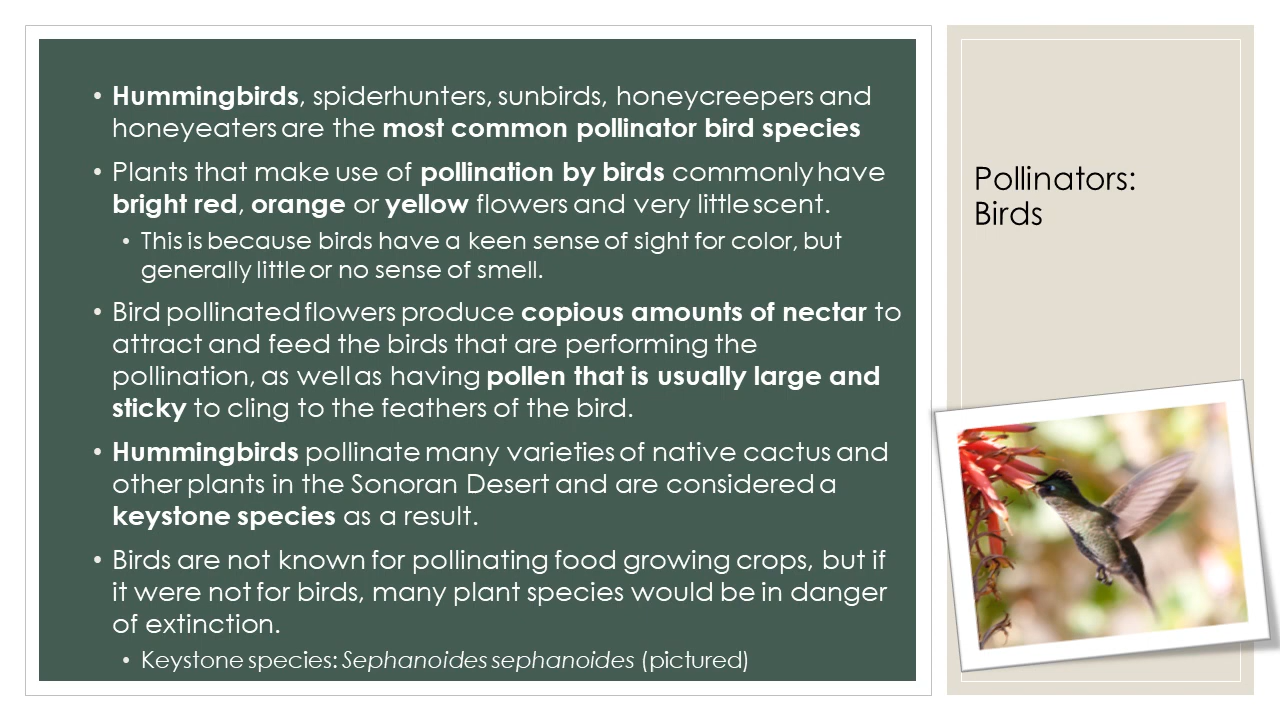 • Hummingbirds, spiderhunters, sunbirds, honeycreepers and
honeyeaters are the most common pollinator bird species
• Plants that make use of pollination by birds commonly have
bright red, orange or yellow flowers and very little scent.
• This is because birds have a keen sense of sight for color, but
generally little or no sense of smell.
• Bird pollinated flowers produce copious amounts of nectar to
attract and feed the birds that are performing the
pollination, as well as having pollen that is usually large and
sticky to cling to the feathers of the bird.
• Hummingbirds pollinate many varieties of native cactus and
other plants in the Sonoran Desert and are considered a
keystone species as a result.
• Birds are not known for pollinating food growing crops, but if
it were not for birds, many plant species would be in danger
of extinction.
• Keystone species: Sephanoides sephanoides (pictured)
Pollinators:
Birds